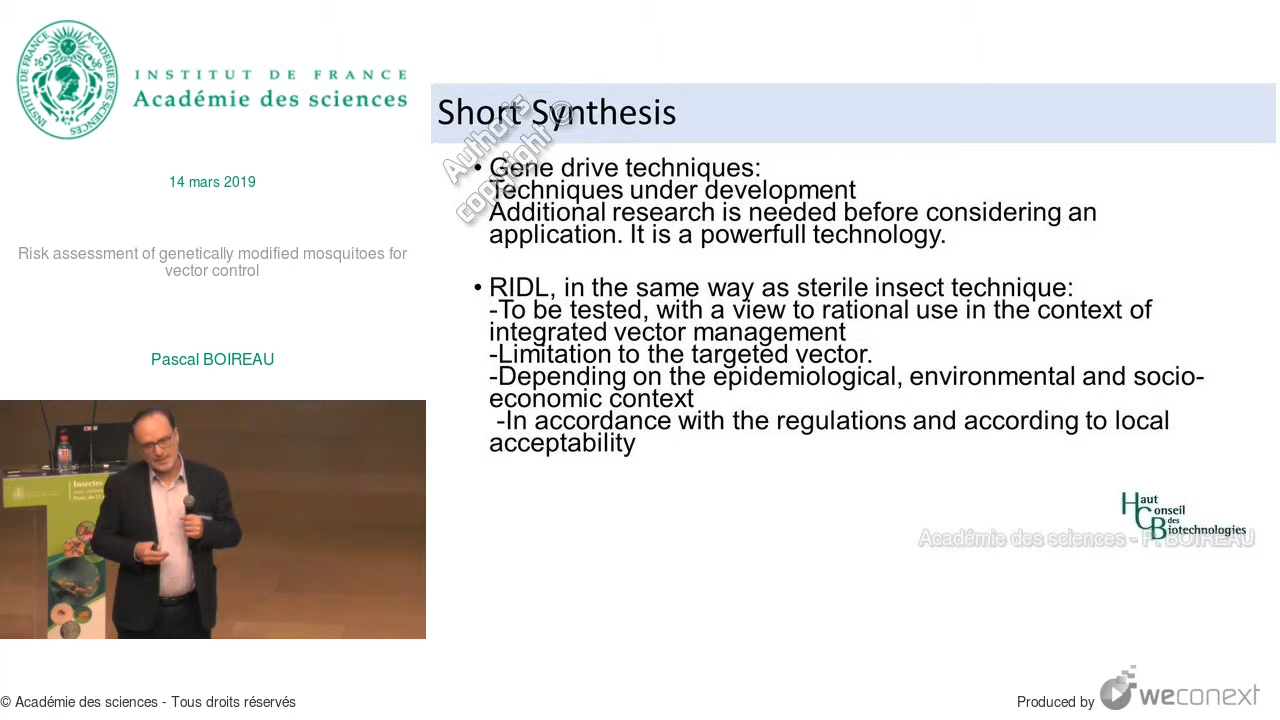 INSTITUT DE FRANCE
Académie des sciences
14 mars 2019
Risk assessment of genetically modified mosquitoes for
vector control
Pascal BOIREAU
Insectes
© Académie des sciences - Tous droits réservés
Short Synthesis
Author's
copyright ©
• Gene drive techniques:
Techniques under development
Additional research is needed before considering an
application. It is a powerfull technology.
• RIDL, in the same way as sterile insect technique:
-To be tested, with a view to rational use in the context of
integrated vector management
-Limitation to the targeted vector.
-Depending on the epidemiological, environmental and socio-
economic context
-In accordance with the regulations and according to local
acceptability
Haut
Conseil
des
Biotechnologies
Académie des sciences - P. BOIREAU
Produced by weconext